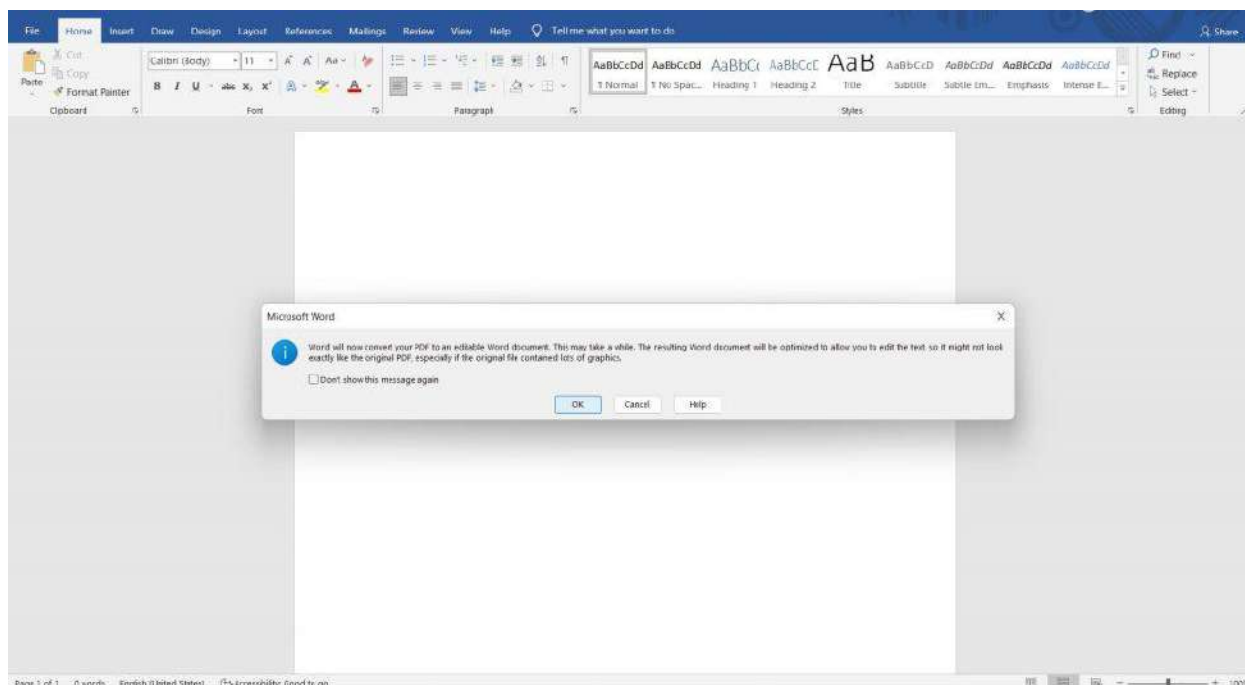 File Home Insert Draw Design Layout References Mailings Review View Help Tell me what you want to do Share
Cut
Copy
Paste
Format Painter
Clipboard
Calibri (Body) 11
Aa
B I U abc X₂ X²
Font
Paragraph
AaBbCcDd AaBbCcDd AaBbC( AaBbCcE AaB AaBbCcD AaBbCcDd AaBbCcDd AaBbCcDd
¶ Normal ¶ No Spac... Heading 1 Heading 2 Title Subtitle Subtle Em... Emphasis Intense E...
Styles
Find
Replace
Select
Editing
Microsoft Word
Word will now convert your PDF to an editable Word document. This may take a while. The resulting Word document will be optimized to allow you to edit the text, so it might not look
exactly like the original PDF, especially if the original file contained lots of graphics.
Don't show this message again
OK Cancel Help
Page 1 of 1 0 words English (United States) Accessibility: Good to go 100%